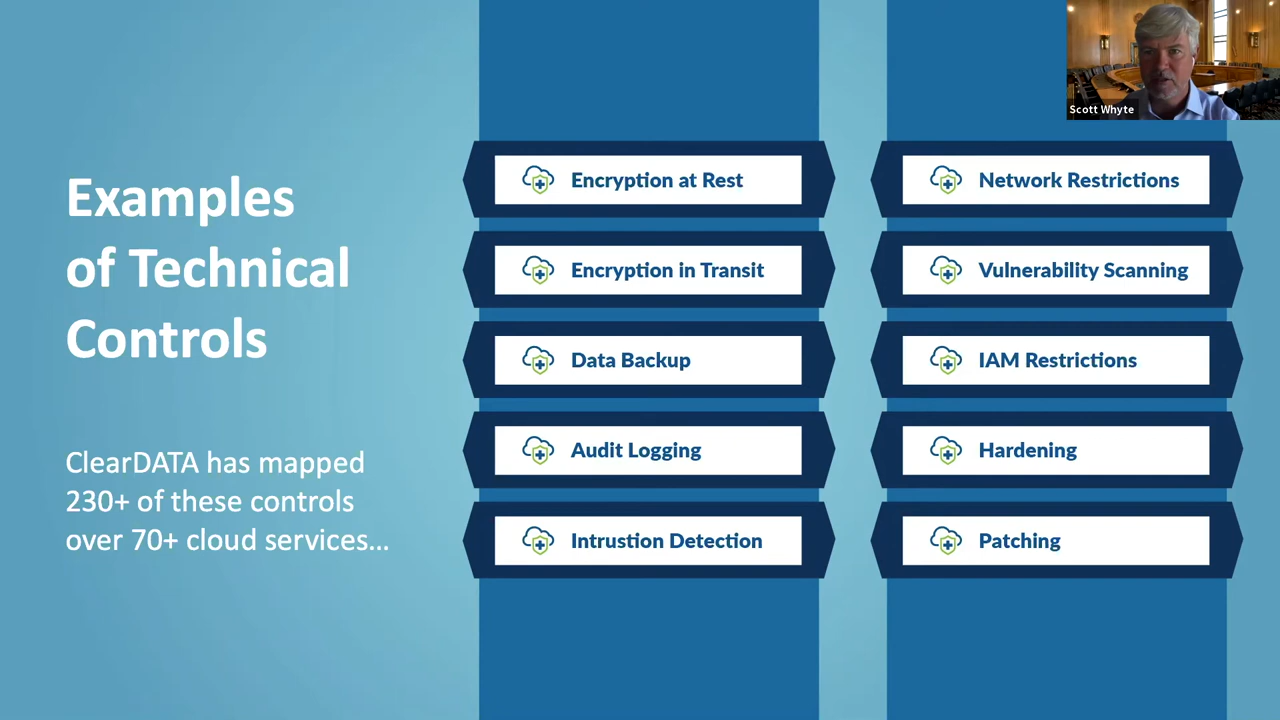 Examples
of Technical
Controls
ClearDATA has mapped
230+ of these controls
over 70+ cloud services...
Encryption at Rest
Encryption in Transit
Data Backup
Audit Logging
Intrustion Detection
Network Restrictions
Vulnerability Scanning
IAM Restrictions
Hardening
Patching
Scott Whyte